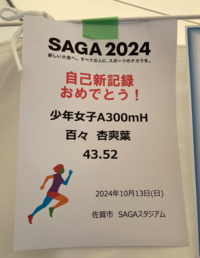 SAGA 2024
新しい大会へ。すべての人に、スポーツのチカラを。
自己新記録
おめでとう!
少年女子A300mH
百々 杏爽葉
43.52
2024年10月13日(日)
佐賀市 SAGAスタジアム